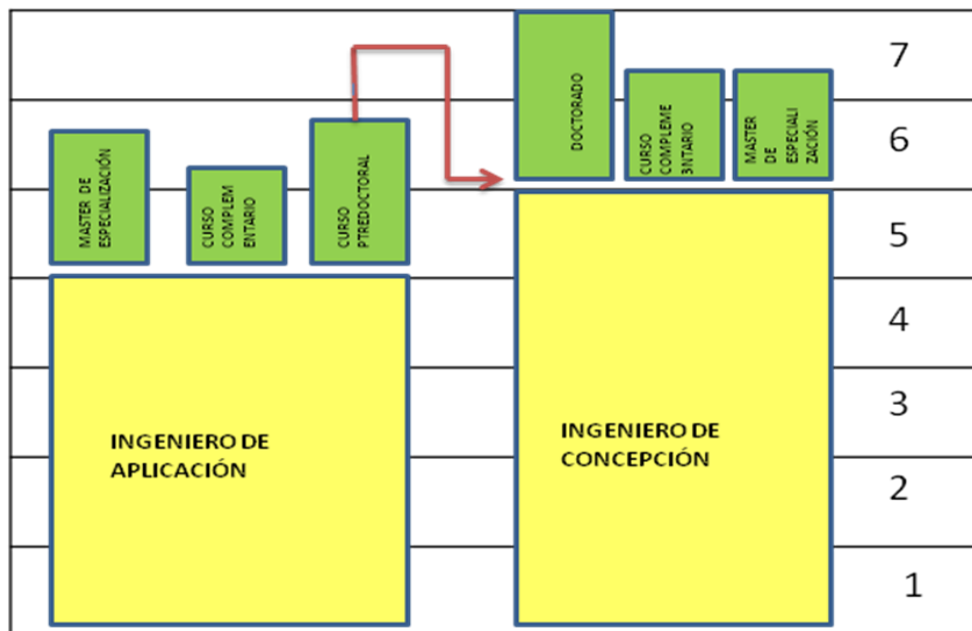 7
DOCTORADO
CURSO
COMPLEME
3NTARIO
MASTER
DE
ESPECIALI
ZACIÓN
6
MASTER DE
ESPECIALIZACIÓN
CURSO
COMPLEM
ENTARIO
CURSO
PTREDOCTORAL
5
4
3
INGENIERO DE
APLICACIÓN
INGENIERO DE
CONCEPCIÓN
2
1